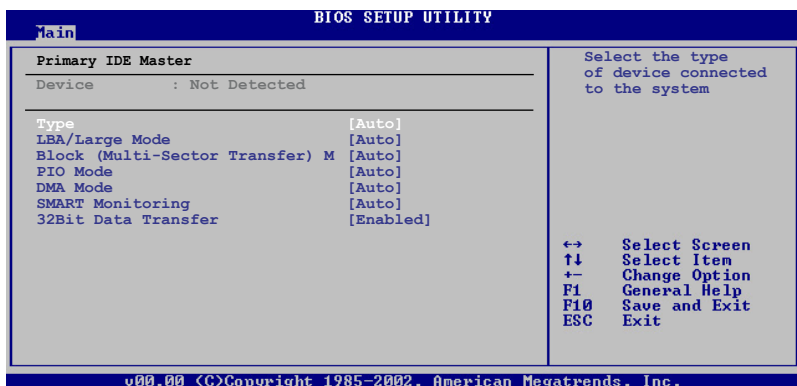 BIOS SETUP UTILITY
Main
Primary IDE Master
Device : Not Detected
Type [Auto]
LBA/Large Mode [Auto]
Block (Multi-Sector Transfer) M [Auto]
PIO Mode [Auto]
DMA Mode [Auto]
SMART Monitoring [Auto]
32Bit Data Transfer [Enabled]
Select the type
of device connected
to the system
←→ Select Screen
↑↓ Select Item
+- Change Option
F1 General Help
F10 Save and Exit
ESC Exit
v00.00 (C)Copyright 1985-2002, American Megatrends, Inc.